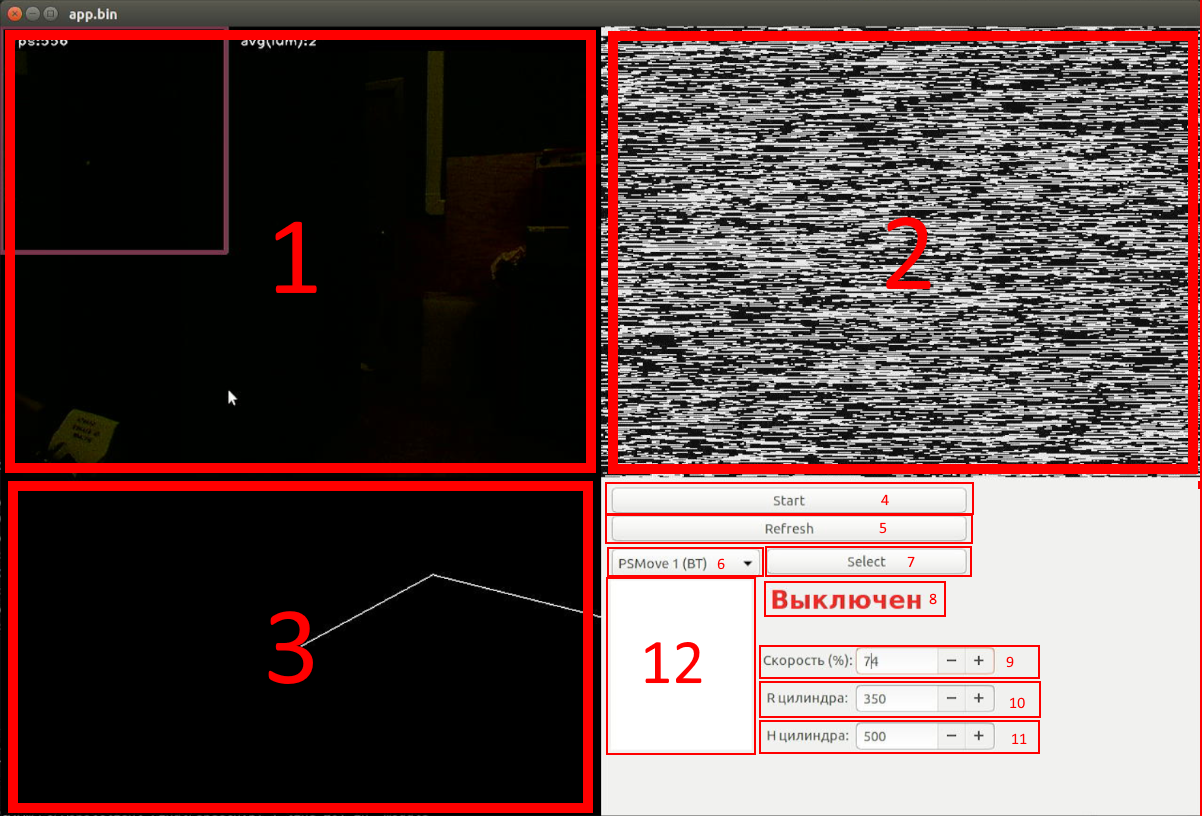 app.bin
ps:556 avg(lum):2
1
2
3
Start 4
Refresh 5
PSMove 1 (BT) 6
Select 7
Выключен 8
12
Скорость (%): 74 − + 9
R цилиндра: 350 − + 10
H цилиндра: 500 − + 11